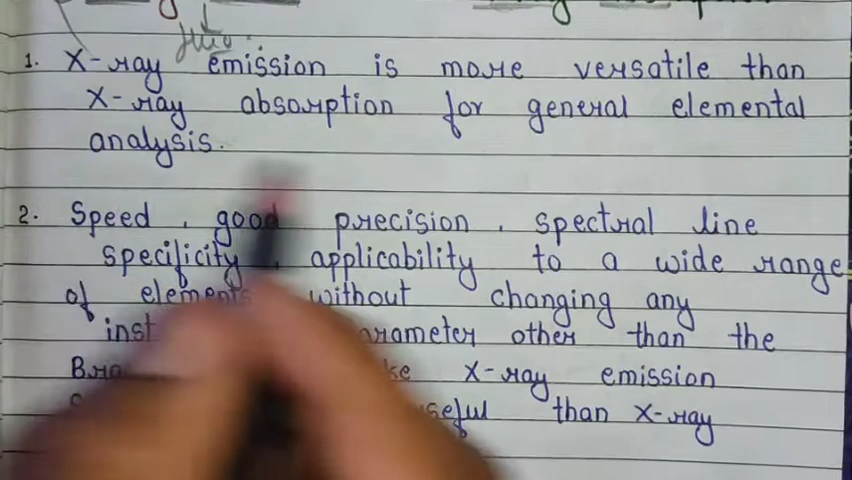 1. X-ray emission is more versatile than
X-ray absorption for general elemental
analysis.
2. Speed, good precision, spectral line
specificity, applicability to a wide range
of elements without changing any
other than the
X-ray emission
than X-ray